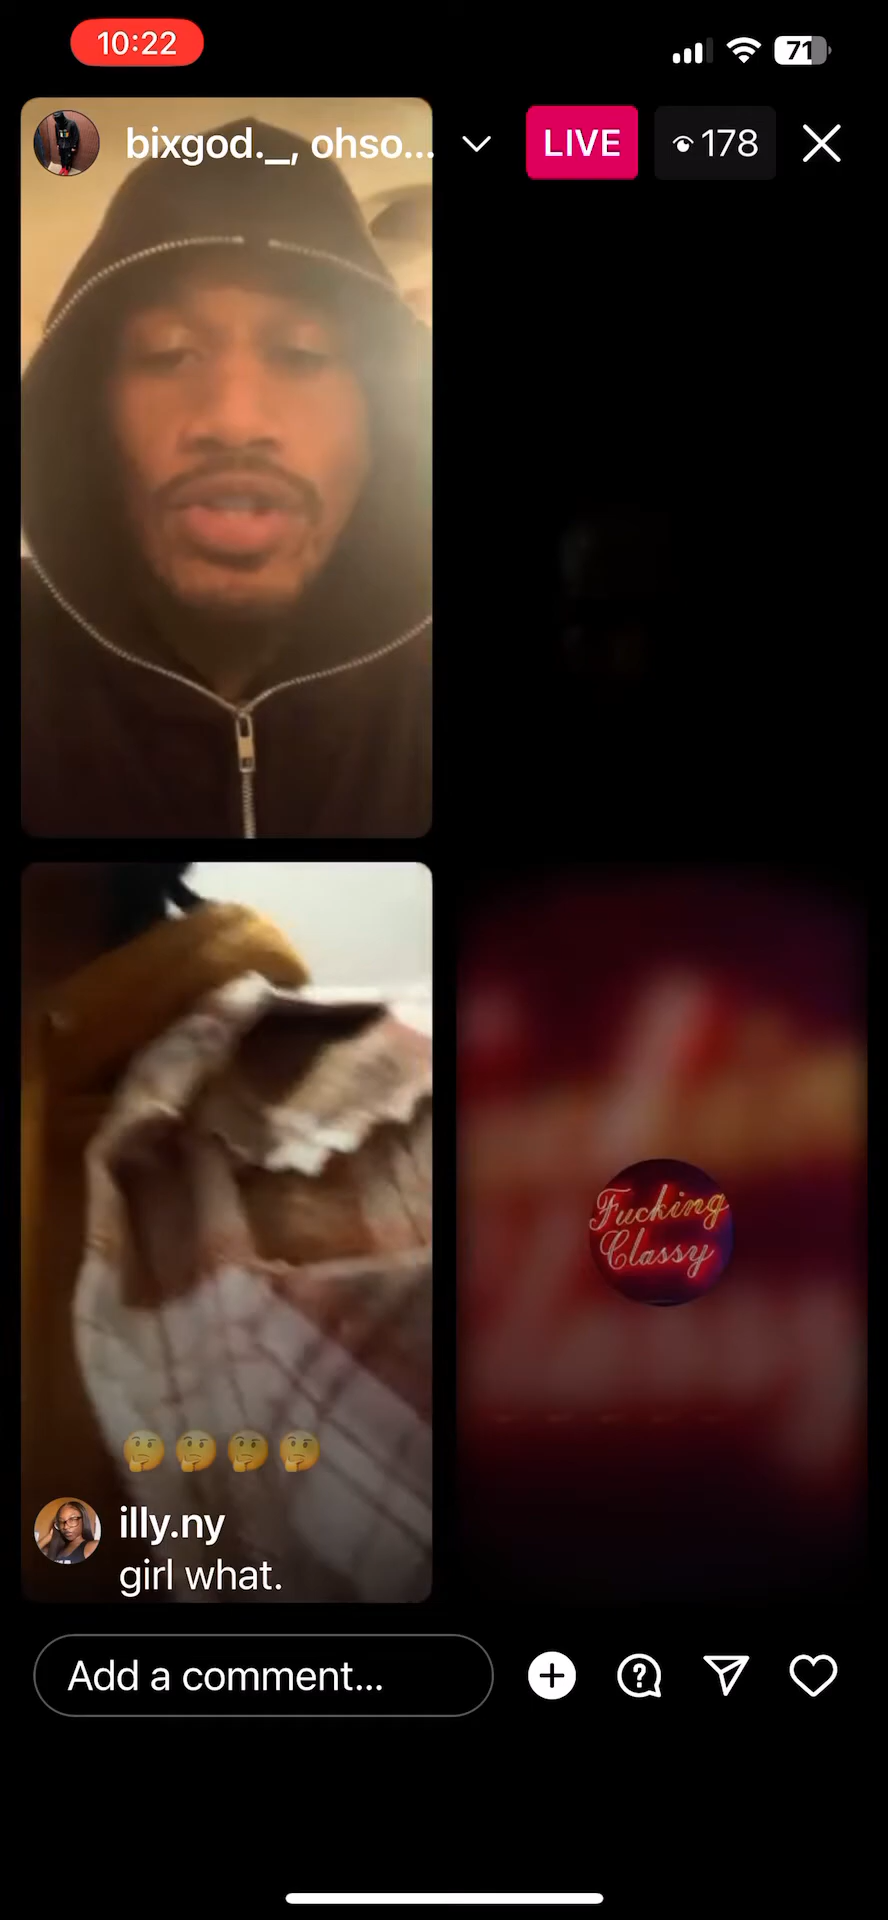 10:22
71
bixgod._, ohso...
LIVE
178
Fucking
Classy
🤔🤔🤔🤔
illy.ny
girl what.
Add a comment...